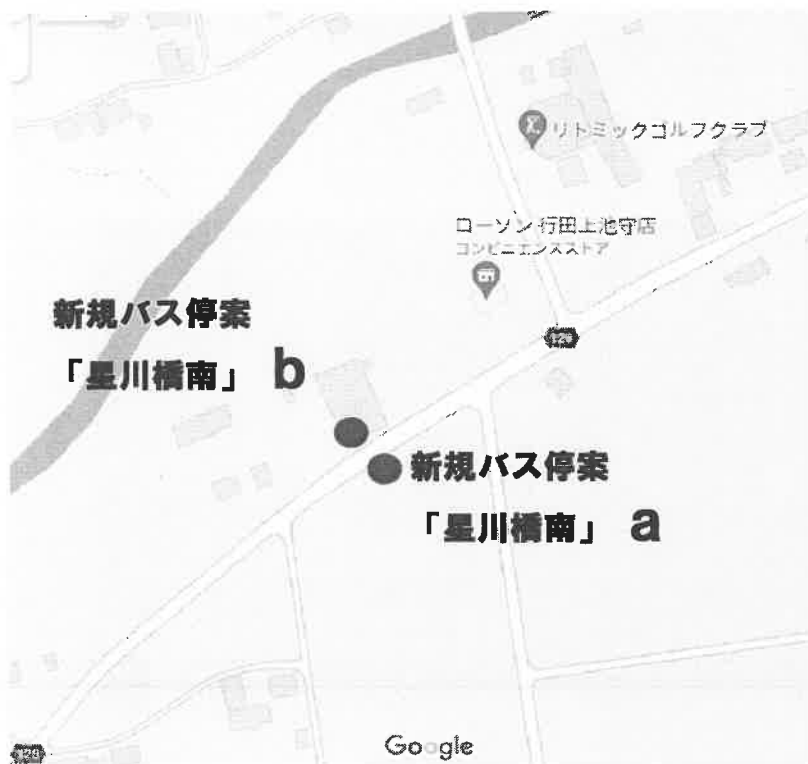 リトミックゴルフクラブ
ローソン 行田上池守店
コンビニエンスストア
新規バス停案
「星川橋南」 b
新規バス停案
「星川橋南」 a
128
Google